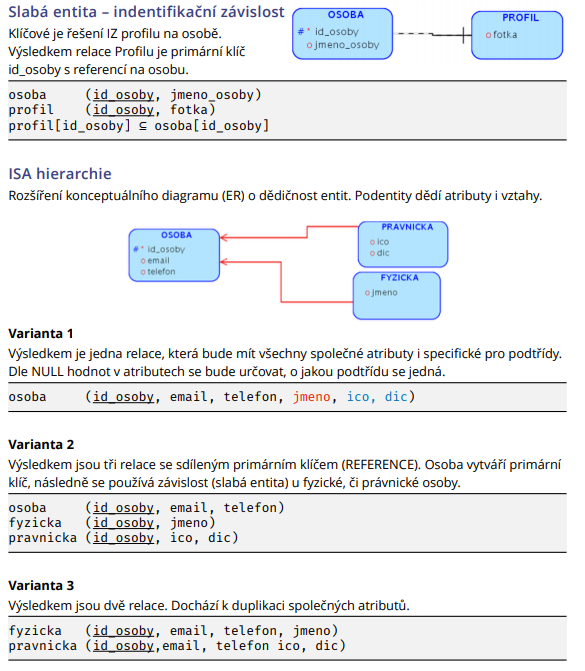 Slabá entita – indentifikační závislost
Klíčové je řešení IZ profilu na osobě.
Výsledkem relace Profilu je primární klíč
id_osoby s referencí na osobu.
OSOBA
# * id_osoby
o jmeno_osoby
PROFIL
o fotka
osoba (id_osoby, jmeno_osoby)
profil (id_osoby, fotka)
profil[id_osoby] ⊆ osoba[id_osoby]
ISA hierarchie
Rozšíření konceptuálního diagramu (ER) o dědičnost entit. Podentity dědí atributy i vztahy.
OSOBA
# * id_osoby
o email
o telefon
PRAVNICKA
o ico
o dic
FYZICKA
o jmeno
Varianta 1
Výsledkem je jedna relace, která bude mít všechny společné atributy i specifické pro podtřídy.
Dle NULL hodnot v atributech se bude určovat, o jakou podtřídu se jedná.
osoba (id_osoby, email, telefon, jmeno, ico, dic)
Varianta 2
Výsledkem jsou tři relace se sdíleným primárním klíčem (REFERENCE). Osoba vytváří primární
klíč, následně se používá závislost (slabá entita) u fyzické, či právnické osoby.
osoba (id_osoby, email, telefon)
fyzicka (id_osoby, jmeno)
pravnicka (id_osoby, ico, dic)
Varianta 3
Výsledkem jsou dvě relace. Dochází k duplikaci společných atributů.
fyzicka (id_osoby, email, telefon, jmeno)
pravnicka (id_osoby,email, telefon ico, dic)